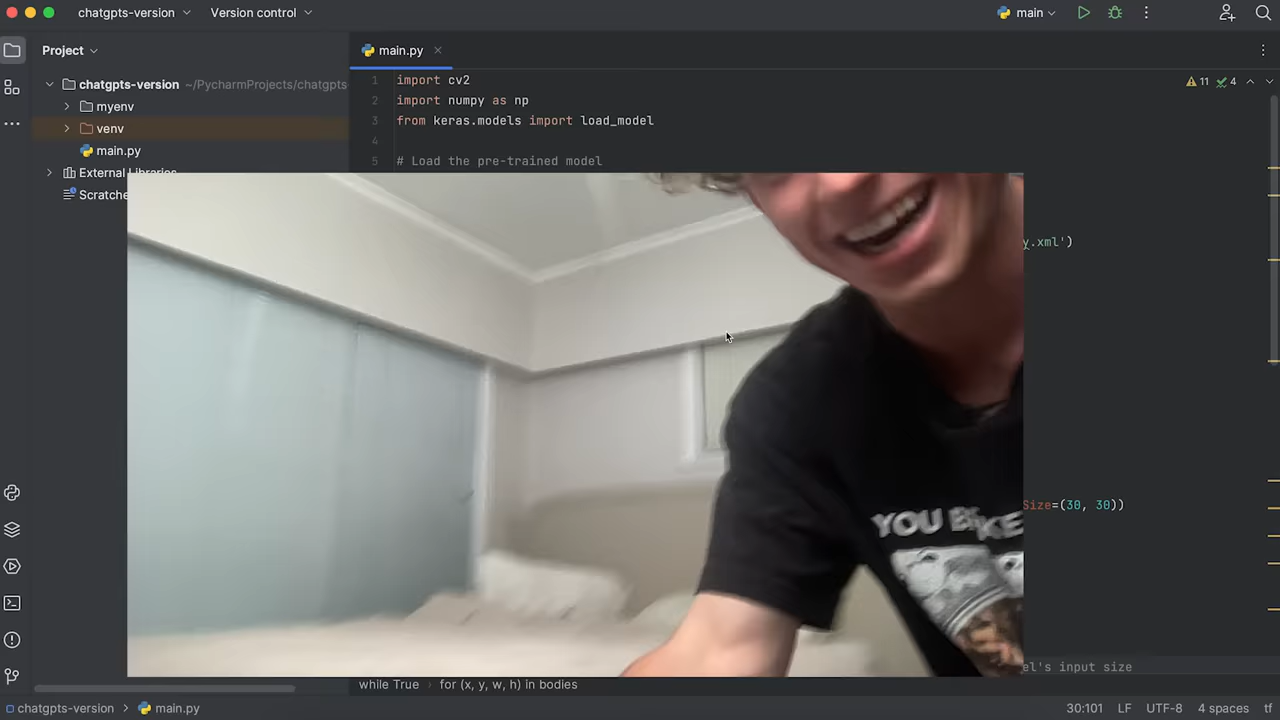 chatgpts-version
Version control
main
Project
main.py
chatgpts-version ~/PycharmProjects/chatgpts
myenv
venv
main.py
External Libraries
Scratche
1 import cv2
2 import numpy as np
3 from keras.models import load_model
4
5 # Load the pre-trained model
11 4
y.xml')
Size=(30, 30))
el's input size
YOU
while True › for (x, y, w, h) in bodies
chatgpts-version › main.py
30:101 LF UTF-8 4 spaces tf